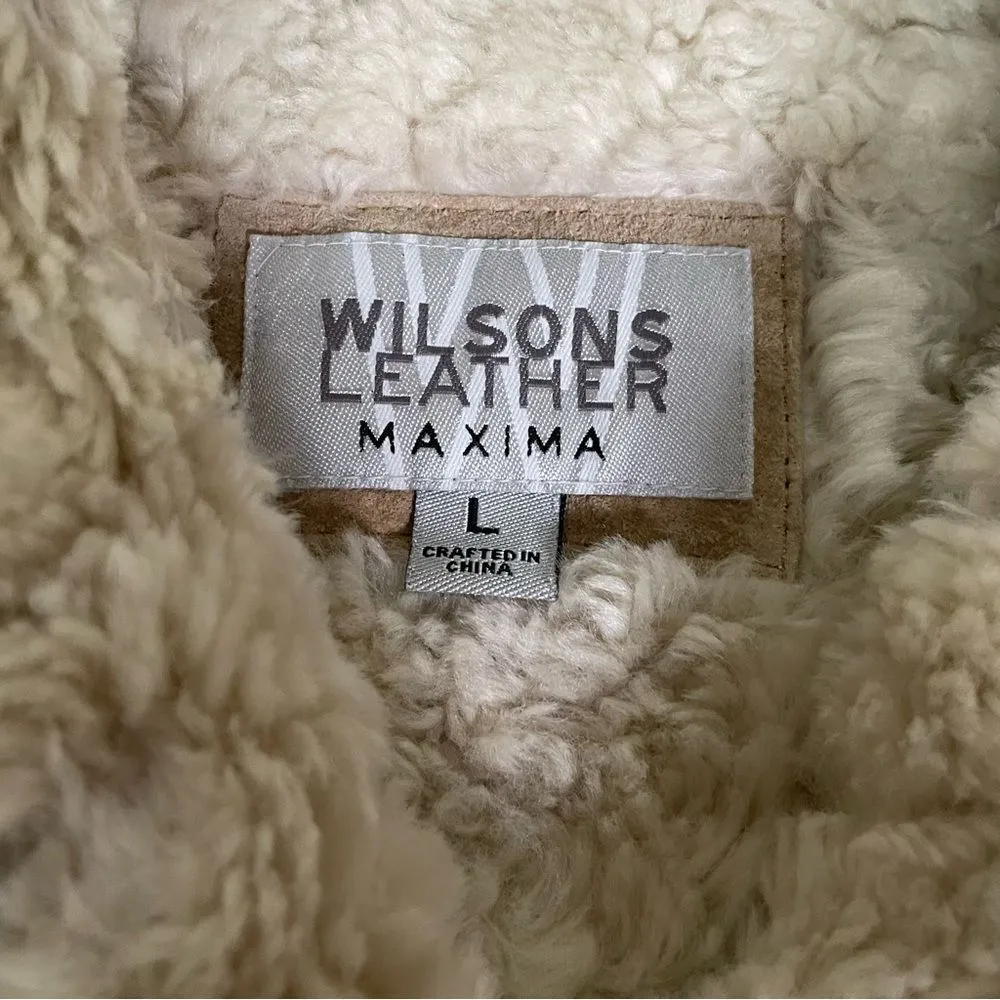 WILSONS
LEATHER
MAXIMA
L
CRAFTED IN
CHINA